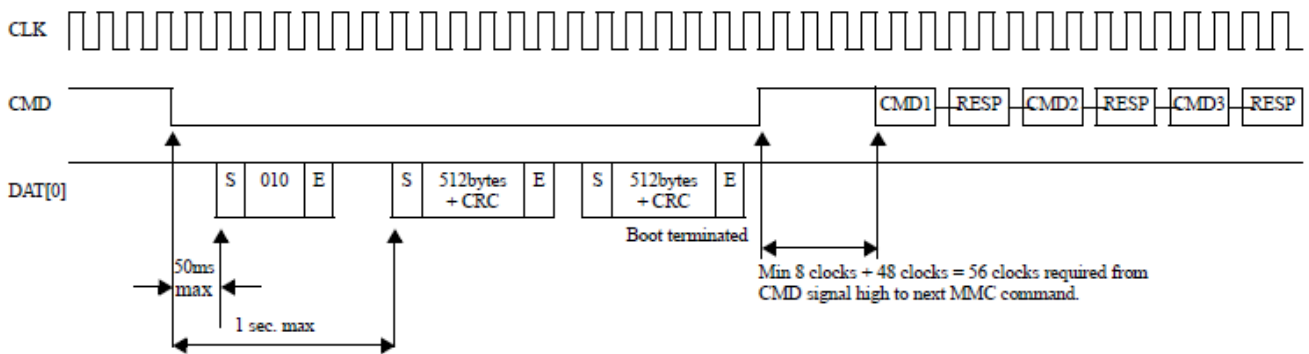 CLK
CMD
CMD1 RESP CMD2 RESP CMD3 RESP
DAT[0]
S 010 E S 512bytes + CRC E S 512bytes + CRC E
Boot terminated
50ms
max
Min 8 clocks + 48 clocks = 56 clocks required from
CMD signal high to next MMC command.
1 sec. max